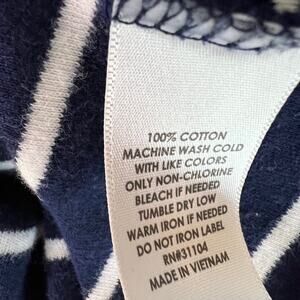 100% COTTON
MACHINE WASH COLD
WITH LIKE COLORS
ONLY NON-CHLORINE
BLEACH IF NEEDED
TUMBLE DRY LOW
WARM IRON IF NEEDED
DO NOT IRON LABEL
RN#31104
MADE IN VIETNAM